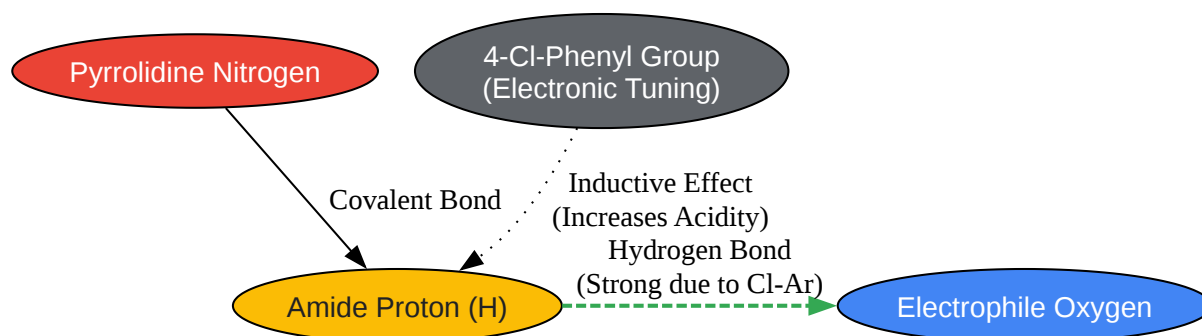 Pyrrolidine Nitrogen
4-Cl-Phenyl Group
(Electronic Tuning)
Covalent Bond
Inductive Effect
(Increases Acidity)
Hydrogen Bond
(Strong due to Cl-Ar)
Amide Proton (H)
Electrophile Oxygen